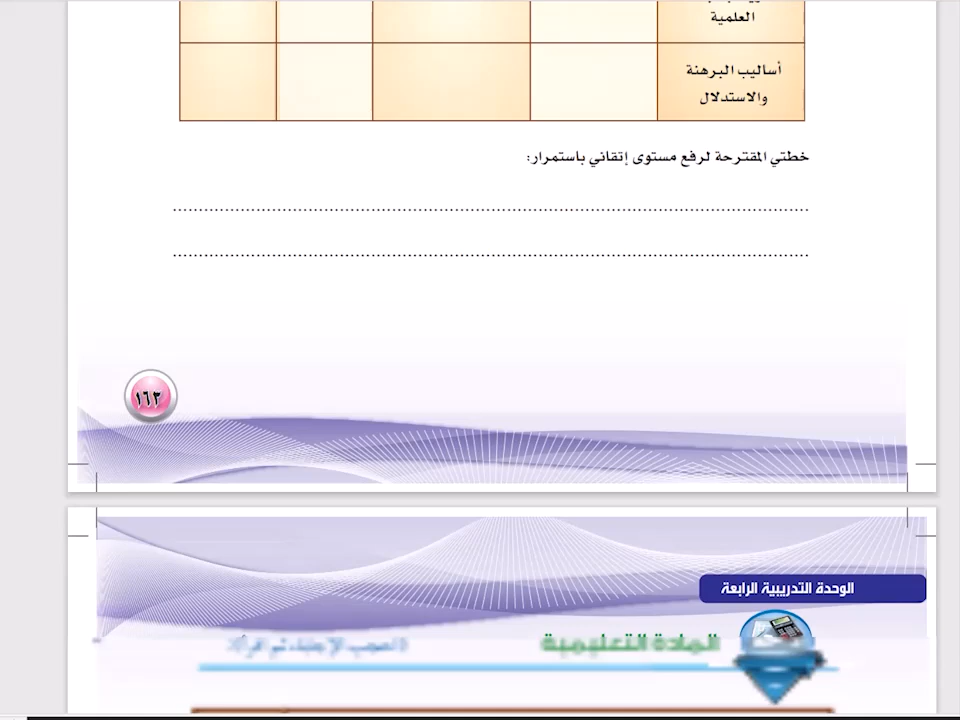 العلمية
أساليب البرهنة
والاستدلال
خطتي المقترحة لرفع مستوى إتقاني باستمرار:
١٦٢
الوحدة التدريبية الرابعة
المادة التعليمية